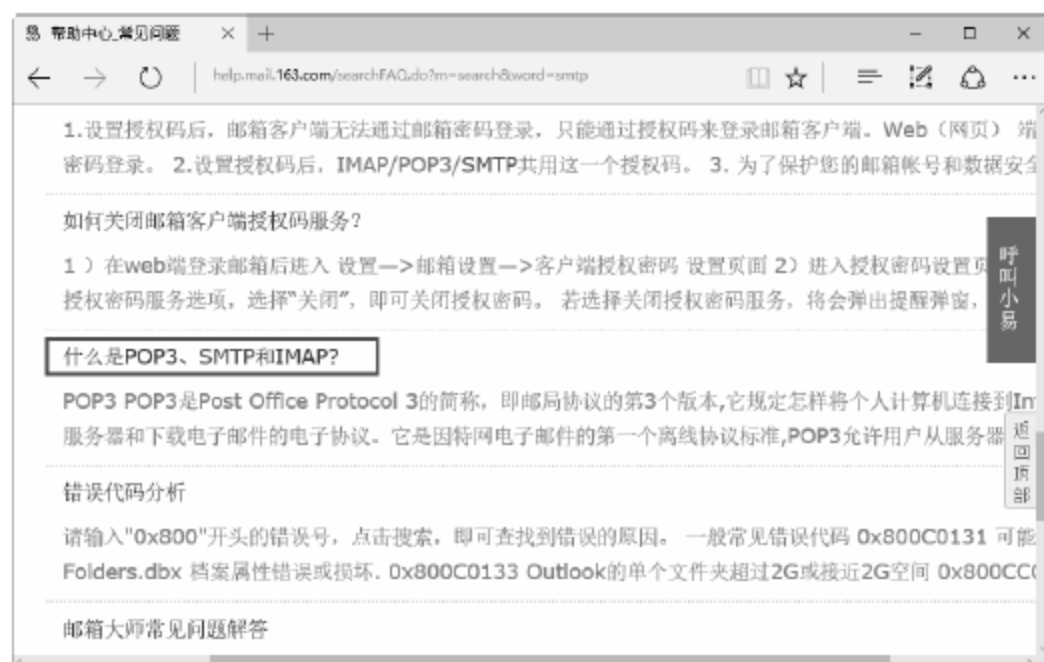 帮助中心_常见问题
help.mail.163.com/searchFAQ.do?m=search&word=smtp
1.设置授权码后，邮箱客户端无法通过邮箱密码登录，只能通过授权码来登录邮箱客户端。Web（网页） 端
密码登录。 2.设置授权码后，IMAP/POP3/SMTP共用这一个授权码。 3. 为了保护您的邮箱帐号和数据安全
如何关闭邮箱客户端授权码服务?
1 ）在web端登录邮箱后进入 设置—>邮箱设置—>客户端授权密码 设置页面 2）进入授权密码设置页
授权密码服务选项，选择“关闭”，即可关闭授权密码。 若选择关闭授权密码服务，将会弹出提醒弹窗，
呼叫小易
什么是POP3、SMTP和IMAP?
POP3 POP3是Post Office Protocol 3的简称，即邮局协议的第3个版本,它规定怎样将个人计算机连接到In
服务器和下载电子邮件的电子协议。它是因特网电子邮件的第一个离线协议标准,POP3允许用户从服务器
返回顶部
错误代码分析
请输入"0x800"开头的错误号，点击搜索，即可查找到错误的原因。 一般常见错误代码 0x800C0131 可能
Folders.dbx 档案属性错误或损坏. 0x800C0133 Outlook的单个文件夹超过2G或接近2G空间 0x800CC
邮箱大师常见问题解答